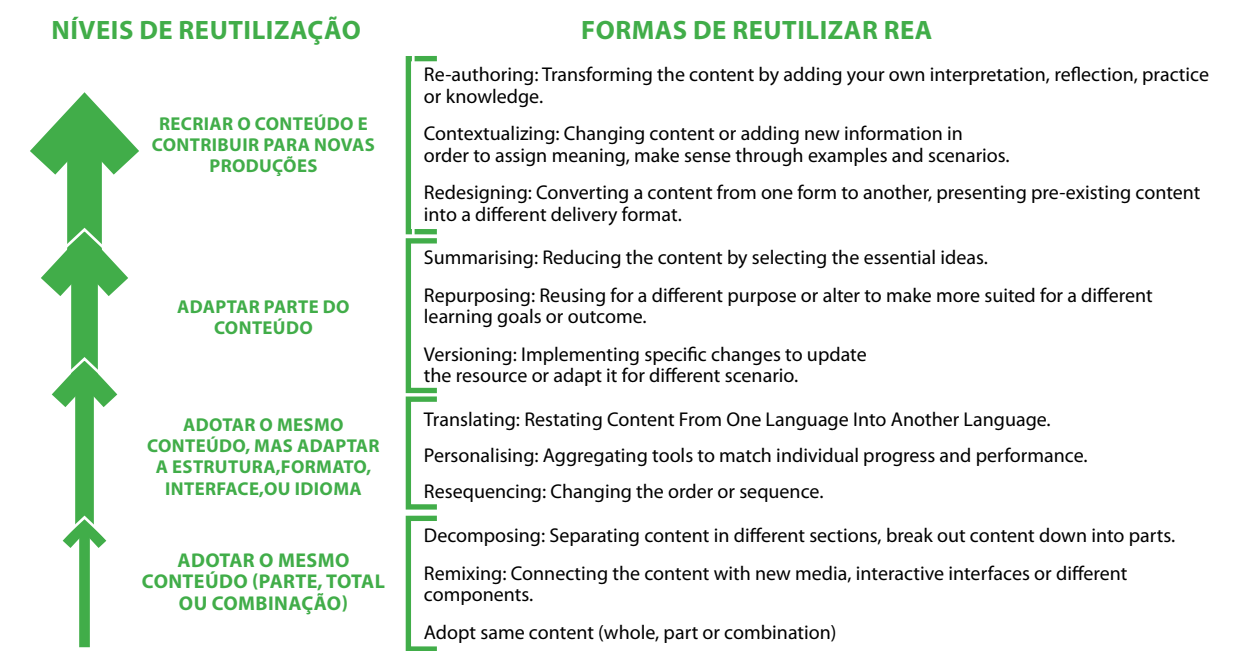 NÍVEIS DE REUTILIZAÇÃO
FORMAS DE REUTILIZAR REA
RECRIAR O CONTEÚDO E
CONTRIBUIR PARA NOVAS
PRODUÇÕES
Re-authoring: Transforming the content by adding your own interpretation, reflection, practice
or knowledge.
Contextualizing: Changing content or adding new information in
order to assign meaning, make sense through examples and scenarios.
Redesigning: Converting a content from one form to another, presenting pre-existing content
into a different delivery format.
ADAPTAR PARTE DO
CONTEÚDO
Summarising: Reducing the content by selecting the essential ideas.
Repurposing: Reusing for a different purpose or alter to make more suited for a different
learning goals or outcome.
Versioning: Implementing specific changes to update
the resource or adapt it for different scenario.
ADOTAR O MESMO
CONTEÚDO, MAS ADAPTAR
A ESTRUTURA,FORMATO,
INTERFACE,OU IDIOMA
Translating: Restating Content From One Language Into Another Language.
Personalising: Aggregating tools to match individual progress and performance.
Resequencing: Changing the order or sequence.
ADOTAR O MESMO
CONTEÚDO (PARTE, TOTAL
OU COMBINAÇÃO)
Decomposing: Separating content in different sections, break out content down into parts.
Remixing: Connecting the content with new media, interactive interfaces or different
components.
Adopt same content (whole, part or combination)